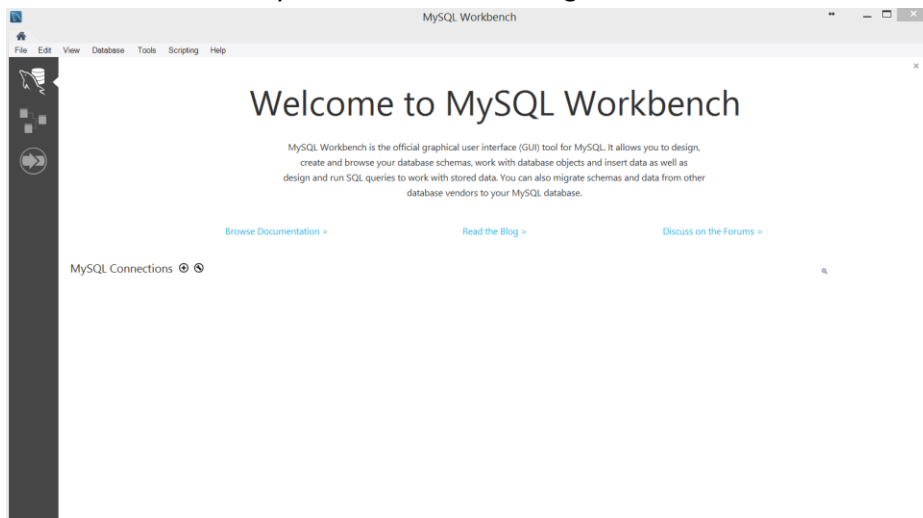 MySQL Workbench
File Edit View Database Tools Scripting Help
Welcome to MySQL Workbench
MySQL Workbench is the official graphical user interface (GUI) tool for MySQL. It allows you to design,
create and browse your database schemas, work with database objects and insert data as well as
design and run SQL queries to work with stored data. You can also migrate schemas and data from other
database vendors to your MySQL database.
Browse Documentation >
Read the Blog >
Discuss on the Forums >
MySQL Connections